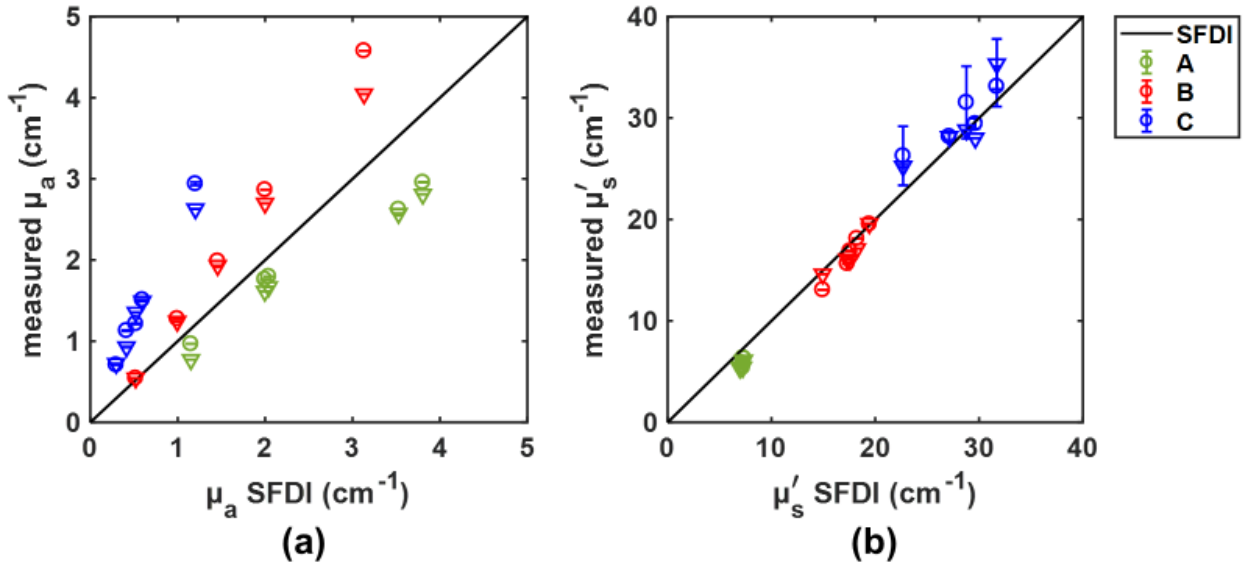 5
4
3
2
1
0
0
1
2
3
4
5
measured μa (cm-1)
μa SFDI (cm-1)
(a)
40
30
20
10
0
0
10
20
30
40
measured μ′s (cm-1)
μ′s SFDI (cm-1)
(b)
SFDI
A
B
C